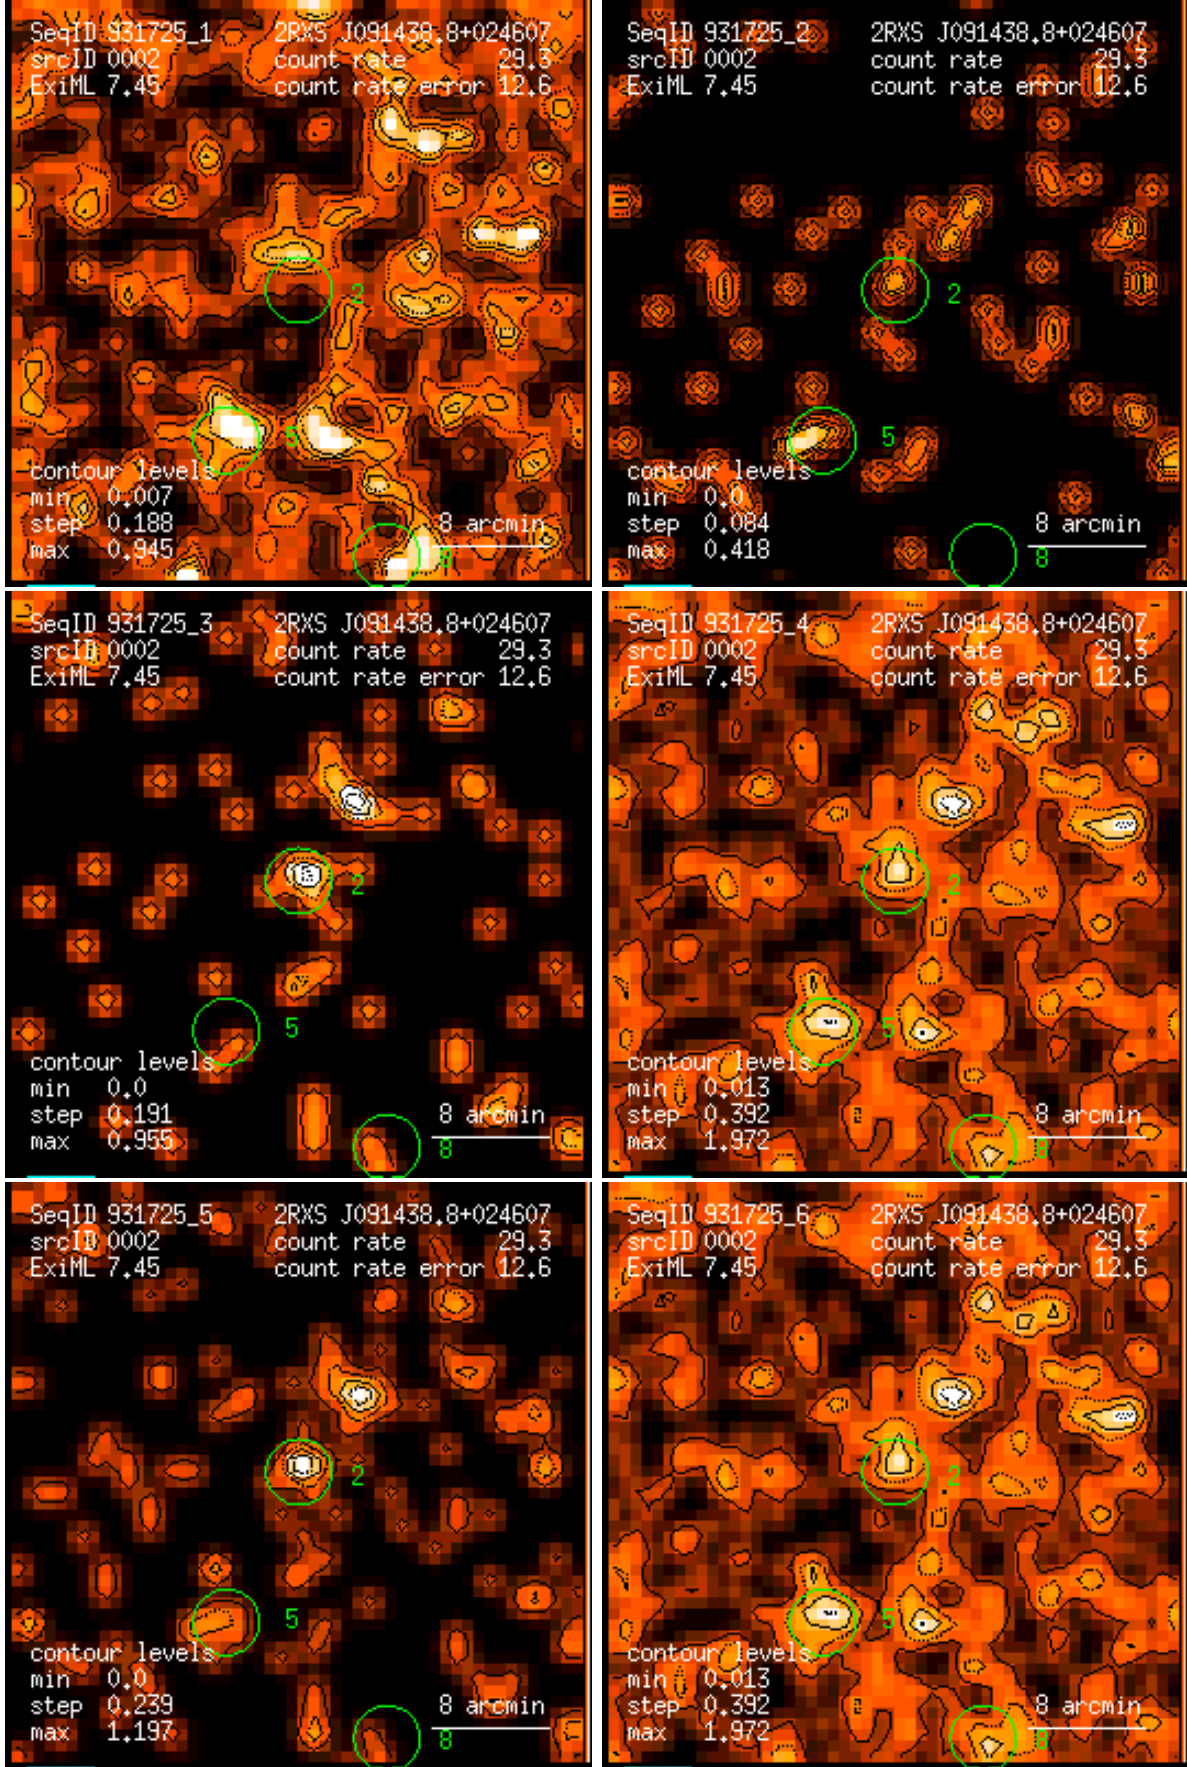 SeqID 931725_1 2RXS J091438.8+024607
srcID 0002 count rate 29.3
ExiML 7.45 count rate error 12.6
2
5
contour levels
min 0.007
step 0.188 8 arcmin
max 0.945 8
SeqID 931725_2 2RXS J091438.8+024607
srcID 0002 count rate 29.3
ExiML 7.45 count rate error 12.6
2
5
contour levels
min 0.0
step 0.084 8 arcmin
max 0.418 8
SeqID 931725_3 2RXS J091438.8+024607
srcID 0002 count rate 29.3
ExiML 7.45 count rate error 12.6
2
5
contour levels
min 0.0
step 0.191 8 arcmin
max 0.955 8
SeqID 931725_4 2RXS J091438.8+024607
srcID 0002 count rate 29.3
ExiML 7.45 count rate error 12.6
2
5
contour levels
min 0.013
step 0.392 8 arcmin
max 1.972 8
SeqID 931725_5 2RXS J091438.8+024607
srcID 0002 count rate 29.3
ExiML 7.45 count rate error 12.6
2
5
contour levels
min 0.0
step 0.239 8 arcmin
max 1.197 8
SeqID 931725_6 2RXS J091438.8+024607
srcID 0002 count rate 29.3
ExiML 7.45 count rate error 12.6
2
5
contour levels
min 0.013
step 0.392 8 arcmin
max 1.972 8